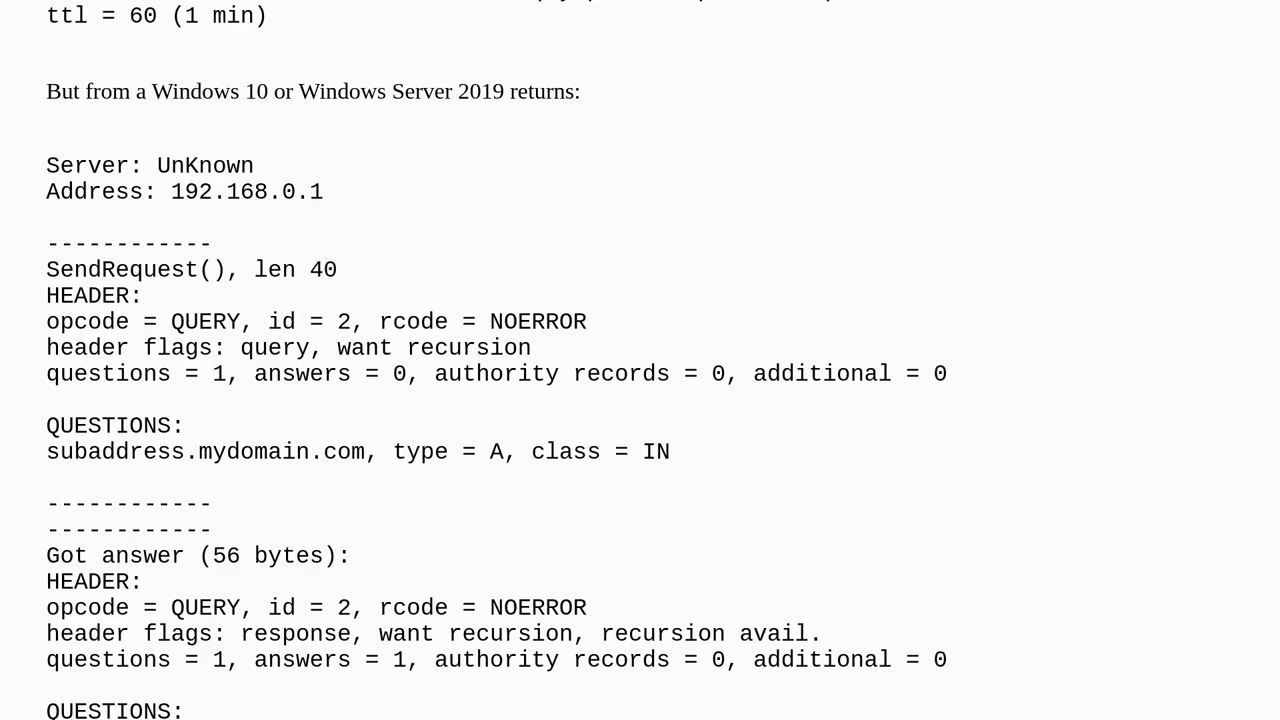 ttl = 60 (1 min)
But from a Windows 10 or Windows Server 2019 returns:
Server: UnKnown
Address: 192.168.0.1
------------
SendRequest(), len 40
HEADER:
opcode = QUERY, id = 2, rcode = NOERROR
header flags: query, want recursion
questions = 1, answers = 0, authority records = 0, additional = 0
QUESTIONS:
subaddress.mydomain.com, type = A, class = IN
------------
------------
Got answer (56 bytes):
HEADER:
opcode = QUERY, id = 2, rcode = NOERROR
header flags: response, want recursion, recursion avail.
questions = 1, answers = 1, authority records = 0, additional = 0
QUESTIONS: